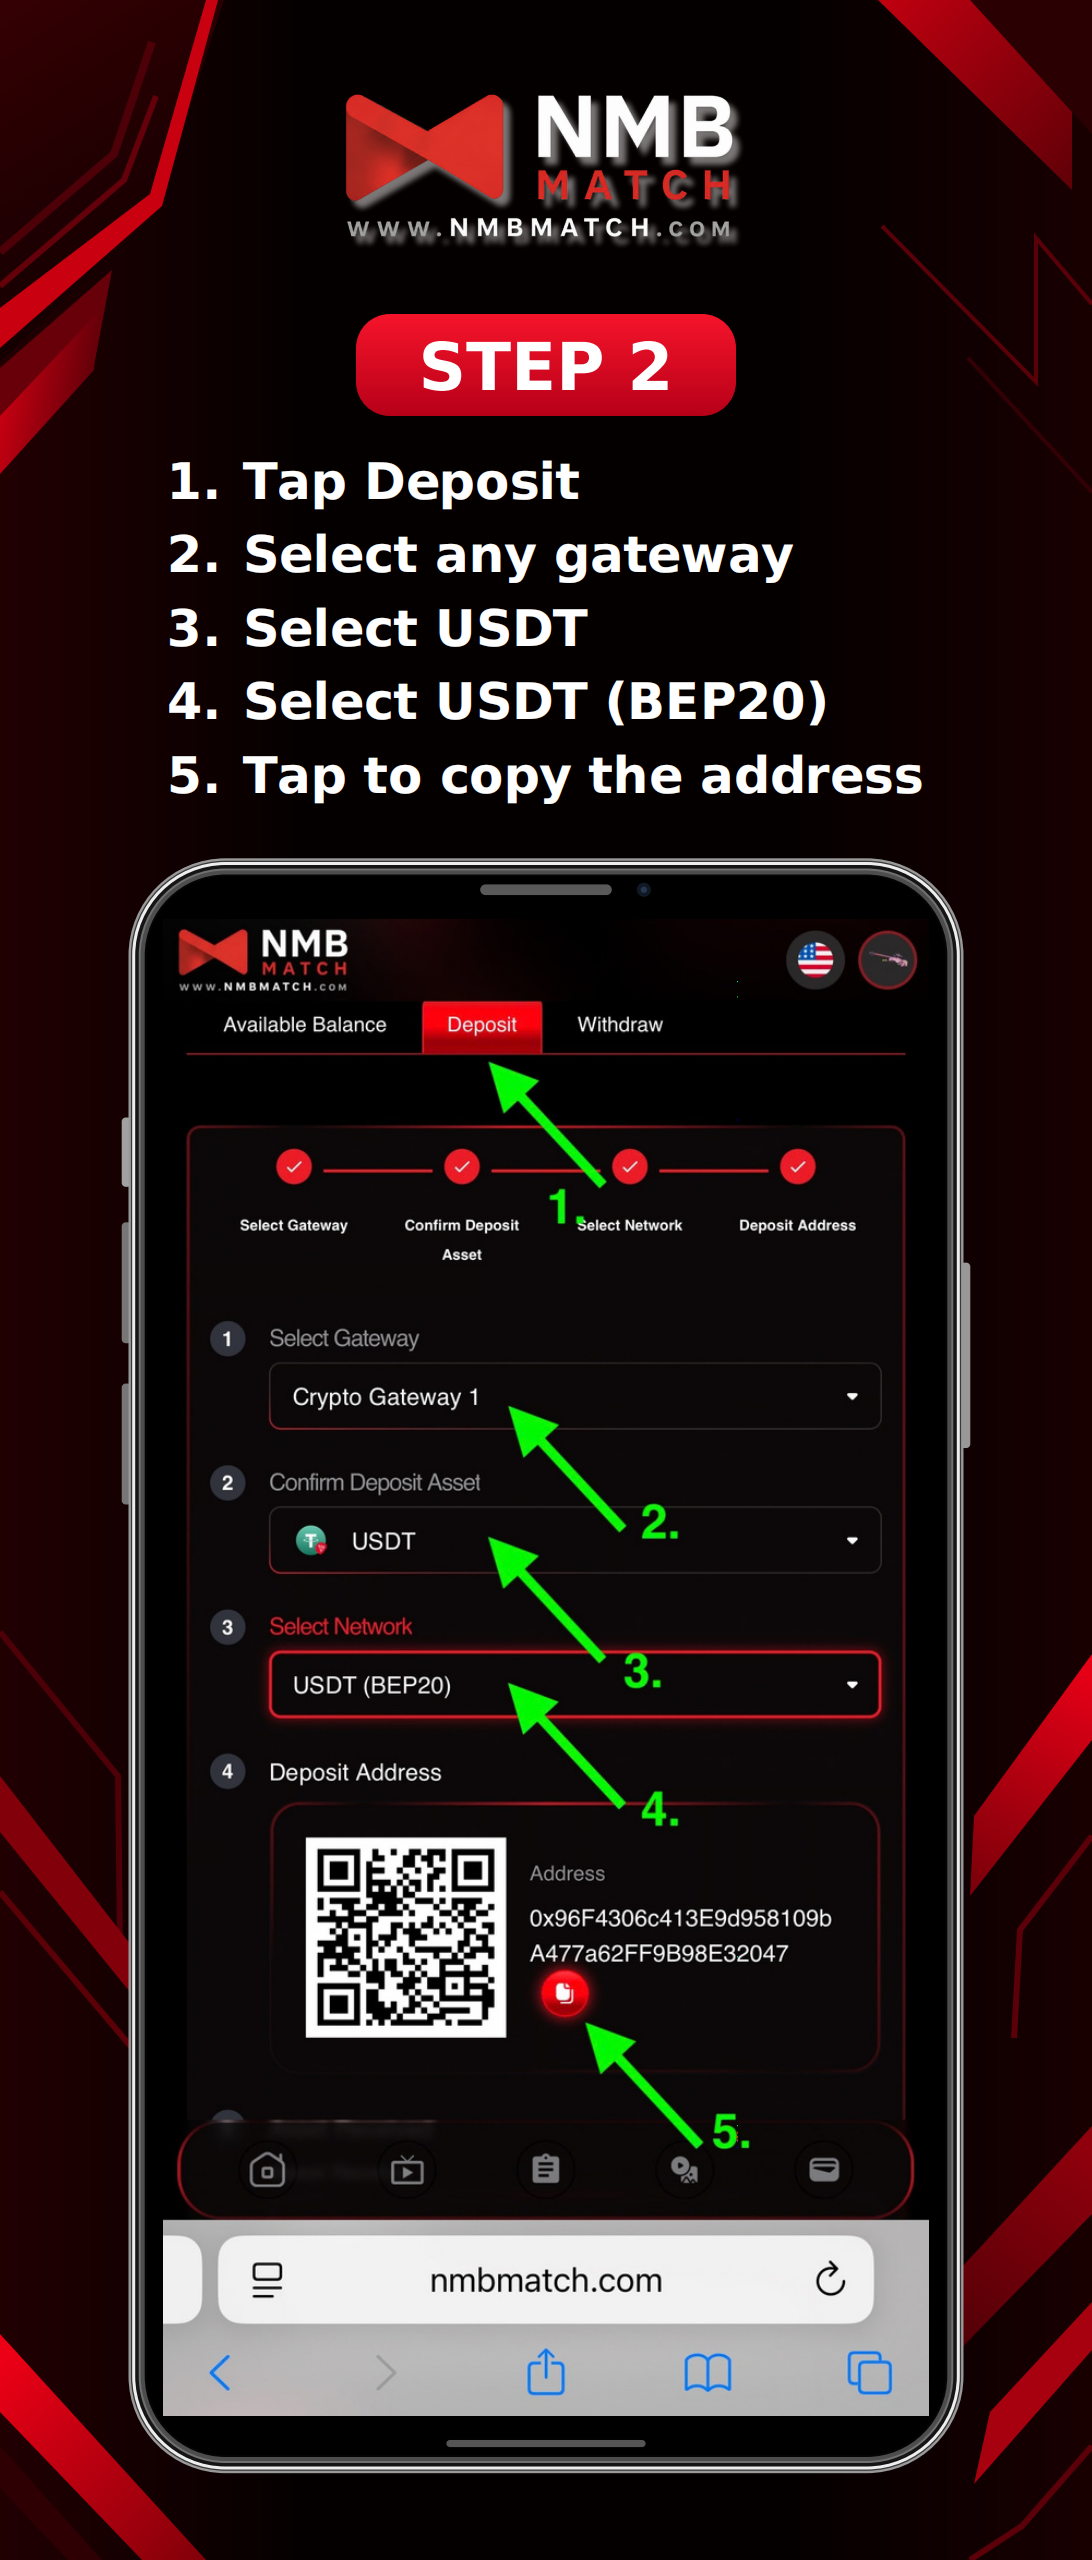 NMB
MATCH
WWW.NMBMATCH.COM
STEP 2
1. Tap Deposit
2. Select any gateway
3. Select USDT
4. Select USDT (BEP20)
5. Tap to copy the address
NMB
MATCH
WWW.NMBMATCH.COM
Available Balance Deposit Withdraw
1.
Select Gateway Confirm Deposit Asset Select Network Deposit Address
1 Select Gateway
Crypto Gateway 1
2 Confirm Deposit Asset
2.
USDT
3 Select Network
3.
USDT (BEP20)
4 Deposit Address
4.
Address
0x96F4306c413E9d958109b
A477a62FF9B98E32047
5.
nmbmatch.com